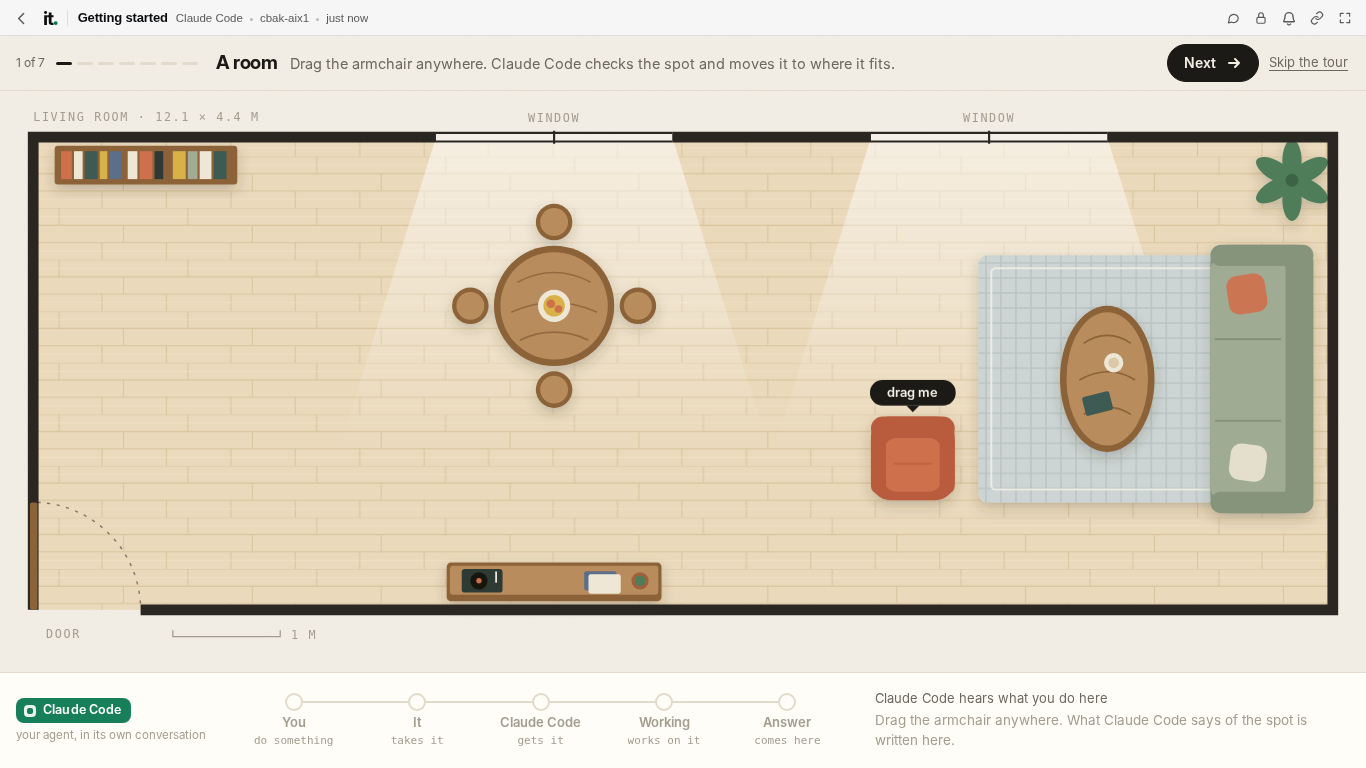 it.
Getting started Claude Code • cbak-aix1 • just now
1 of 7
A room Drag the armchair anywhere. Claude Code checks the spot and moves it to where it fits.
Next
Skip the tour
LIVING ROOM · 12.1 × 4.4 M
WINDOW
WINDOW
drag me
DOOR
1 M
Claude Code
your agent, in its own conversation
You
do something
It
takes it
Claude Code
gets it
Working
works on it
Answer
comes here
Claude Code hears what you do here
Drag the armchair anywhere. What Claude Code says of the spot is
written here.